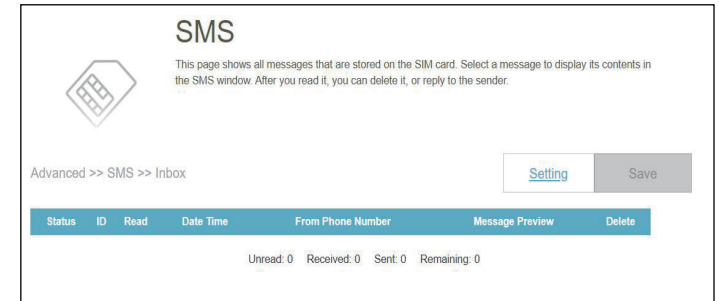 SMS
This page shows all messages that are stored on the SIM card. Select a message to display its contents in
the SMS window. After you read it, you can delete it, or reply to the sender.
Advanced >> SMS >> Inbox
Setting
Save
Status ID Read Date Time From Phone Number Message Preview Delete
Unread: 0 Received: 0 Sent: 0 Remaining: 0